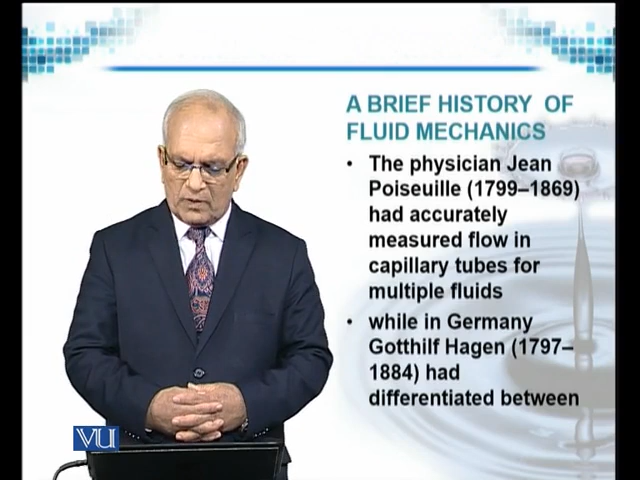 A BRIEF HISTORY OF
FLUID MECHANICS
• The physician Jean
Poiseuille (1799–1869)
had accurately
measured flow in
capillary tubes for
multiple fluids
• while in Germany
Gotthilf Hagen (1797–
1884) had
differentiated between
VU